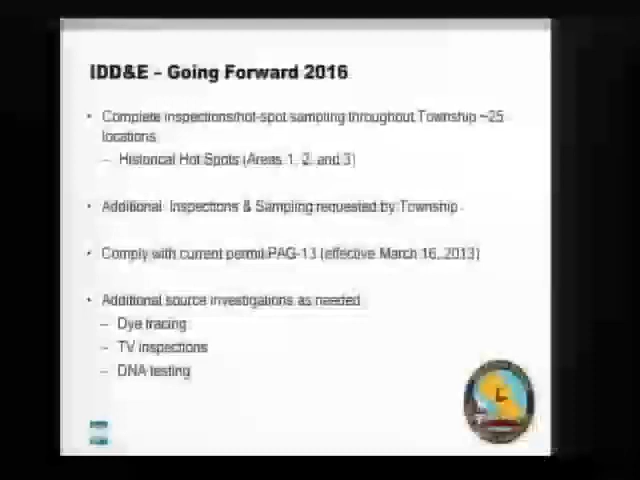 IDD&E – Going Forward 2016
• Complete inspections/hot-spot sampling throughout Township ~25
locations
– Historical Hot Spots (Areas 1, 2, and 3)
• Additional Inspections & Sampling requested by Township
• Comply with current permit PAG-13 (effective March 16, 2013)
• Additional source investigations as needed
– Dye tracing
– TV inspections
– DNA testing